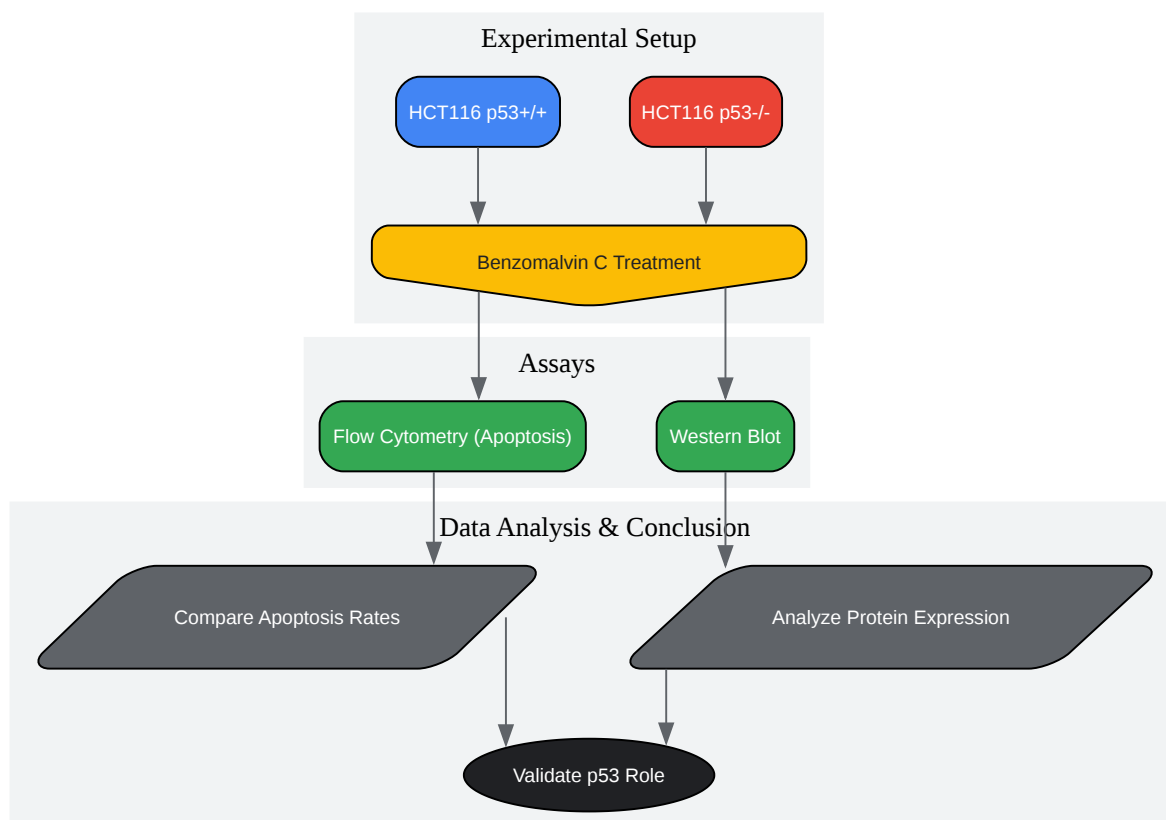 Experimental Setup
HCT116 p53+/+
HCT116 p53-/-
Benzomalvin C Treatment
Assays
Flow Cytometry (Apoptosis)
Western Blot
Data Analysis & Conclusion
Compare Apoptosis Rates
Analyze Protein Expression
Validate p53 Role